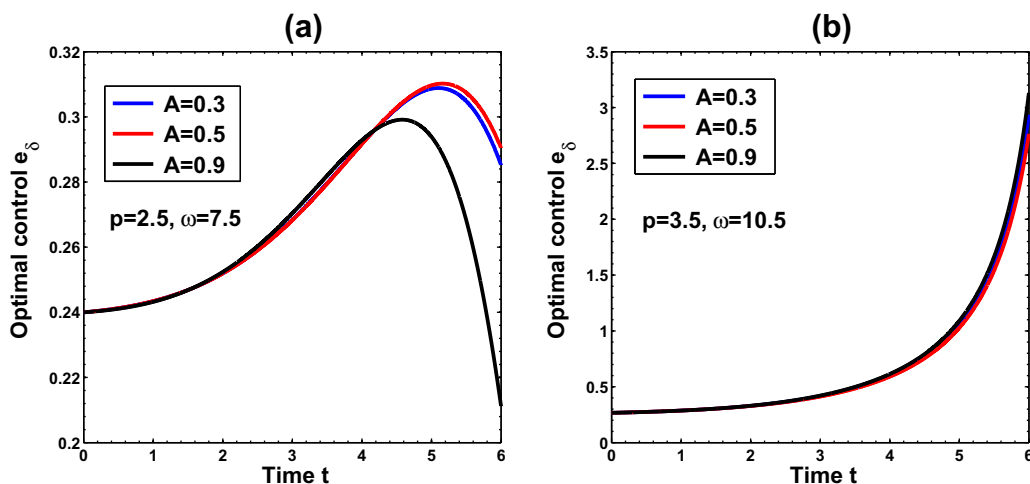 (a)
0.32
0.3
0.28
0.26
0.24
0.22
0.2
Optimal control e_δ
A=0.3
A=0.5
A=0.9
p=2.5, ω=7.5
0 1 2 3 4 5 6
Time t
(b)
3.5
3
2.5
2
1.5
1
0.5
0
Optimal control e_δ
A=0.3
A=0.5
A=0.9
p=3.5, ω=10.5
0 1 2 3 4 5 6
Time t